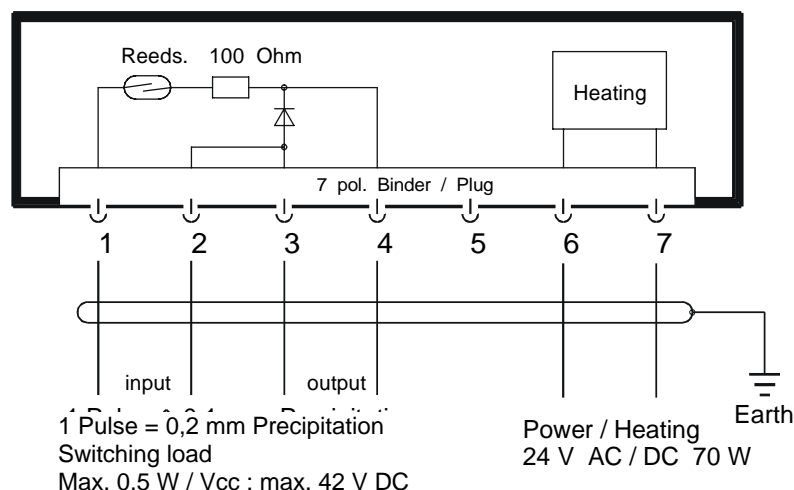 Reeds. 100 Ohm
Heating
7 pol. Binder / Plug
1 2 3 4 5 6 7
input output
1 Pulse = 0,2 mm Precipitation
Switching load
Max. 0,5 W / Vcc : max. 42 V DC
Power / Heating
24 V AC / DC 70 W
Earth